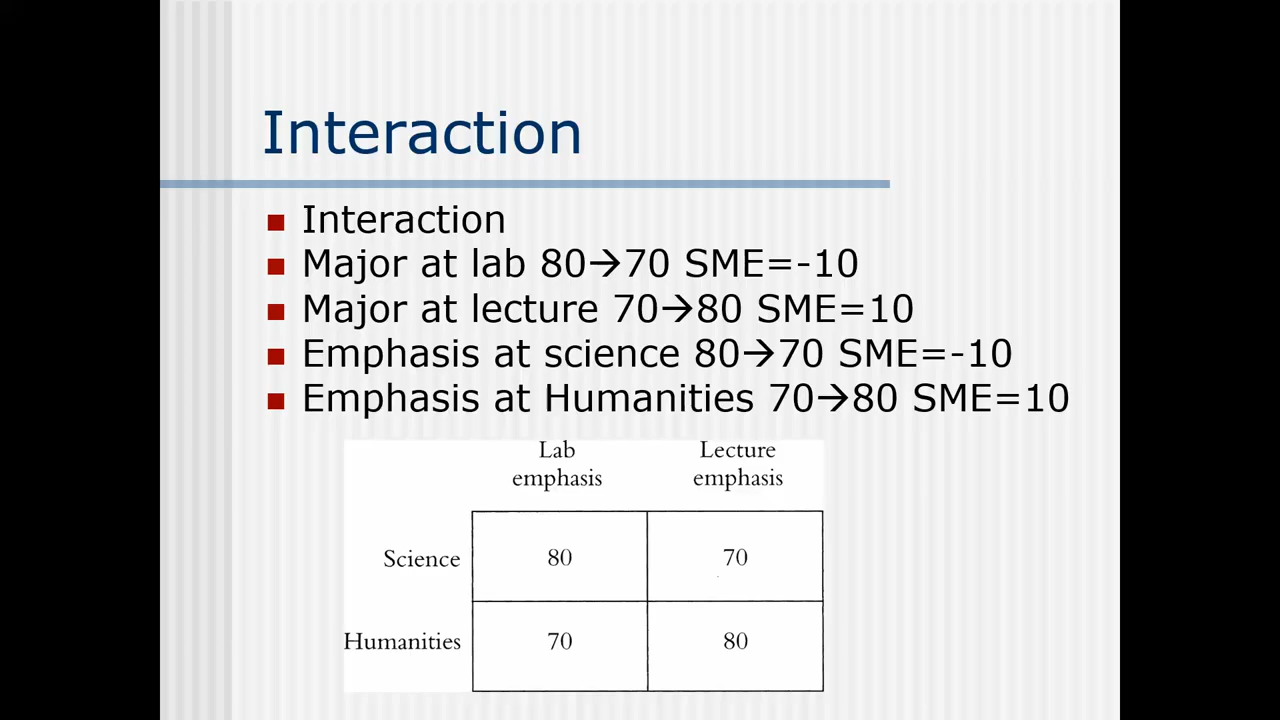 Interaction
Interaction
Major at lab 80→70 SME=-10
Major at lecture 70→80 SME=10
Emphasis at science 80→70 SME=-10
Emphasis at Humanities 70→80 SME=10
Lab Lecture
emphasis emphasis
Science 80 70
Humanities 70 80